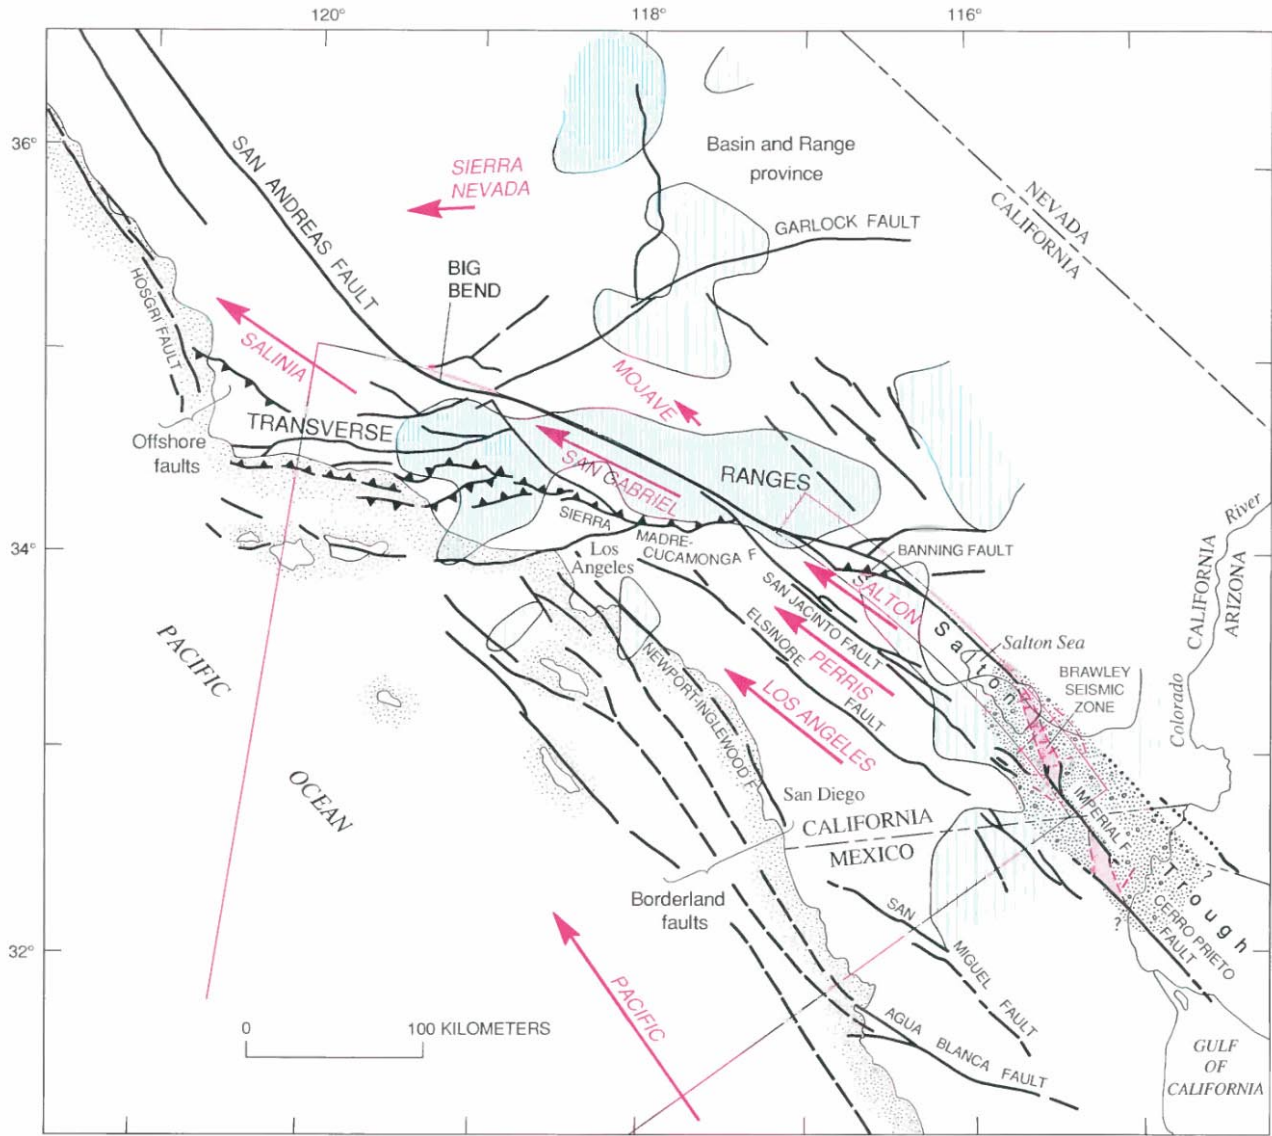 120°
118°
116°
36°
34°
32°
SAN ANDREAS FAULT
SIERRA
NEVADA
Basin and Range
province
NEVADA
CALIFORNIA
GARLOCK FAULT
BIG
BEND
HOSGRI FAULT
SALINIA
MOJAVE
TRANSVERSE
RANGES
Offshore
faults
SAN GABRIEL
SIERRA
MADRE-
CUCAMONGA F
Los
Angeles
BANNING FAULT
River
CALIFORNIA
ARIZONA
Colorado
SALTON
SAN JACINTO FAULT
ELSINORE
FAULT
PERRIS
LOS ANGELES
NEWPORT-INGLEWOOD F
Salton
Trough
Salton Sea
BRAWLEY
SEISMIC
ZONE
PACIFIC
OCEAN
San Diego
CALIFORNIA
MEXICO
IMPERIAL F
?
?
CERRO PRIETO
FAULT
Borderland
faults
SAN
MIGUEL
FAULT
PACIFIC
AGUA
BLANCA FAULT
0
100 KILOMETERS
GULF
OF
CALIFORNIA